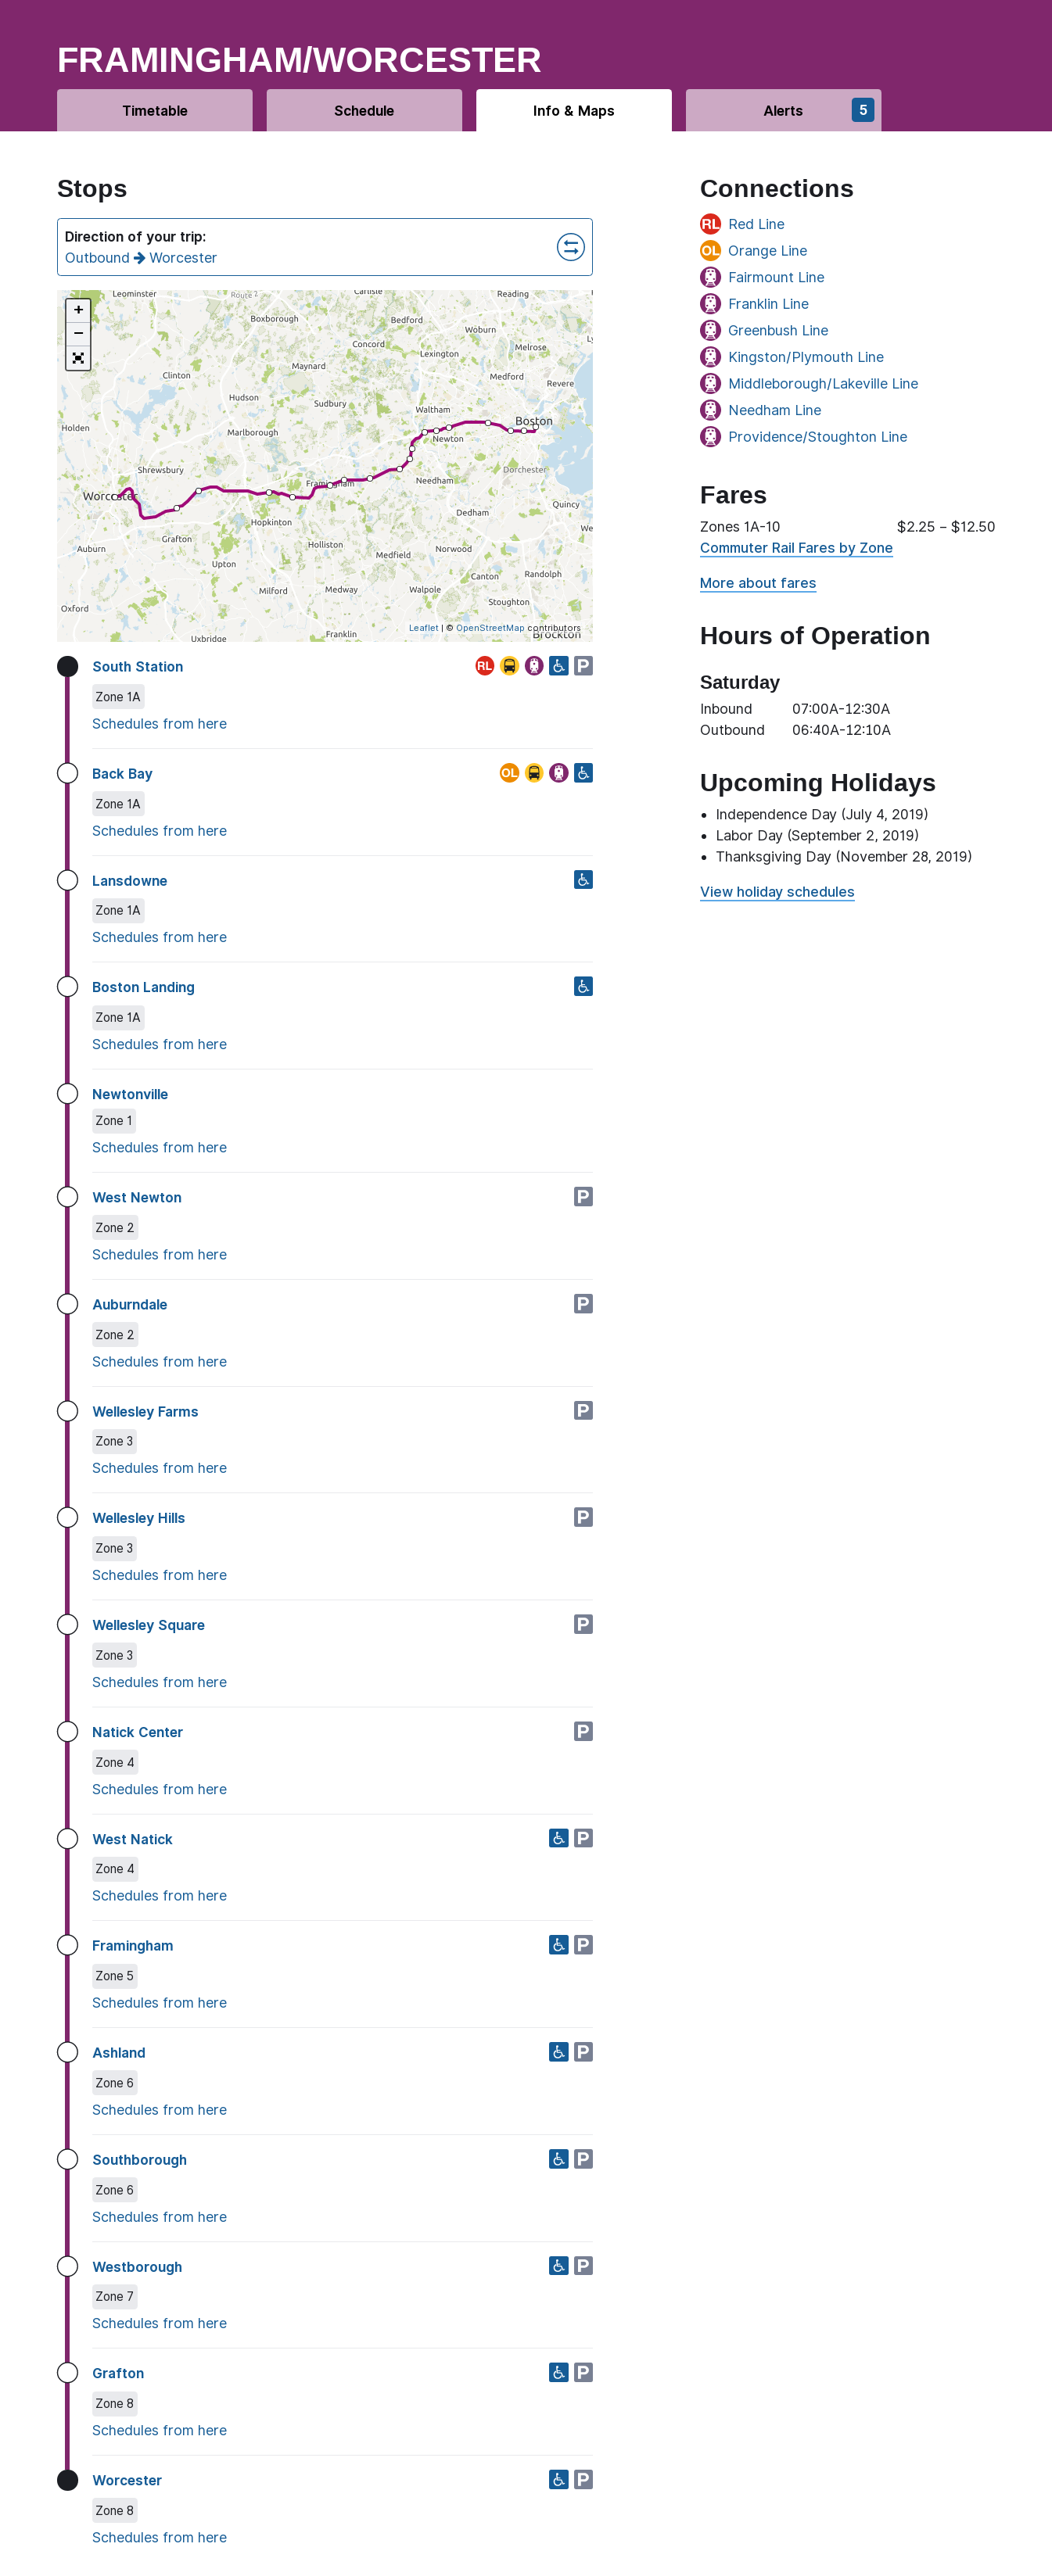 FRAMINGHAM/WORCESTER
Timetable
Schedule
Info & Maps
Alerts
5
Stops
Direction of your trip:
Outbound Worcester
+
−
Leominster
Route 2
Carlisle
Reading
Boxborough
Bedford
Woburn
Concord
Lexington
Melrose
Maynard
Clinton
Medford
Revere
Hudson
Sudbury
Waltham
Holden
Marlborough
Boston
Newton
Shrewsbury
Dorchester
Framingham
Needham
Worcester
Quincy
Dedham
Hopkinton
We
Grafton
Holliston
Norwood
Auburn
Medfield
Upton
Canton
Randolph
Milford
Medway
Walpole
Stoughton
Oxford
Uxbridge
Franklin
Leaflet | © OpenStreetMap contributors
Brockton
South Station
RL
P
Zone 1A
Schedules from here
Back Bay
OL
Zone 1A
Schedules from here
Lansdowne
Zone 1A
Schedules from here
Boston Landing
Zone 1A
Schedules from here
Newtonville
Zone 1
Schedules from here
West Newton
P
Zone 2
Schedules from here
Auburndale
P
Zone 2
Schedules from here
Wellesley Farms
P
Zone 3
Schedules from here
Wellesley Hills
P
Zone 3
Schedules from here
Wellesley Square
P
Zone 3
Schedules from here
Natick Center
P
Zone 4
Schedules from here
West Natick
P
Zone 4
Schedules from here
Framingham
P
Zone 5
Schedules from here
Ashland
P
Zone 6
Schedules from here
Southborough
P
Zone 6
Schedules from here
Westborough
P
Zone 7
Schedules from here
Grafton
P
Zone 8
Schedules from here
Worcester
P
Zone 8
Schedules from here
Connections
RL Red Line
OL Orange Line
Fairmount Line
Franklin Line
Greenbush Line
Kingston/Plymouth Line
Middleborough/Lakeville Line
Needham Line
Providence/Stoughton Line
Fares
Zones 1A-10 $2.25 – $12.50
Commuter Rail Fares by Zone
More about fares
Hours of Operation
Saturday
Inbound 07:00A-12:30A
Outbound 06:40A-12:10A
Upcoming Holidays
• Independence Day (July 4, 2019)
• Labor Day (September 2, 2019)
• Thanksgiving Day (November 28, 2019)
View holiday schedules